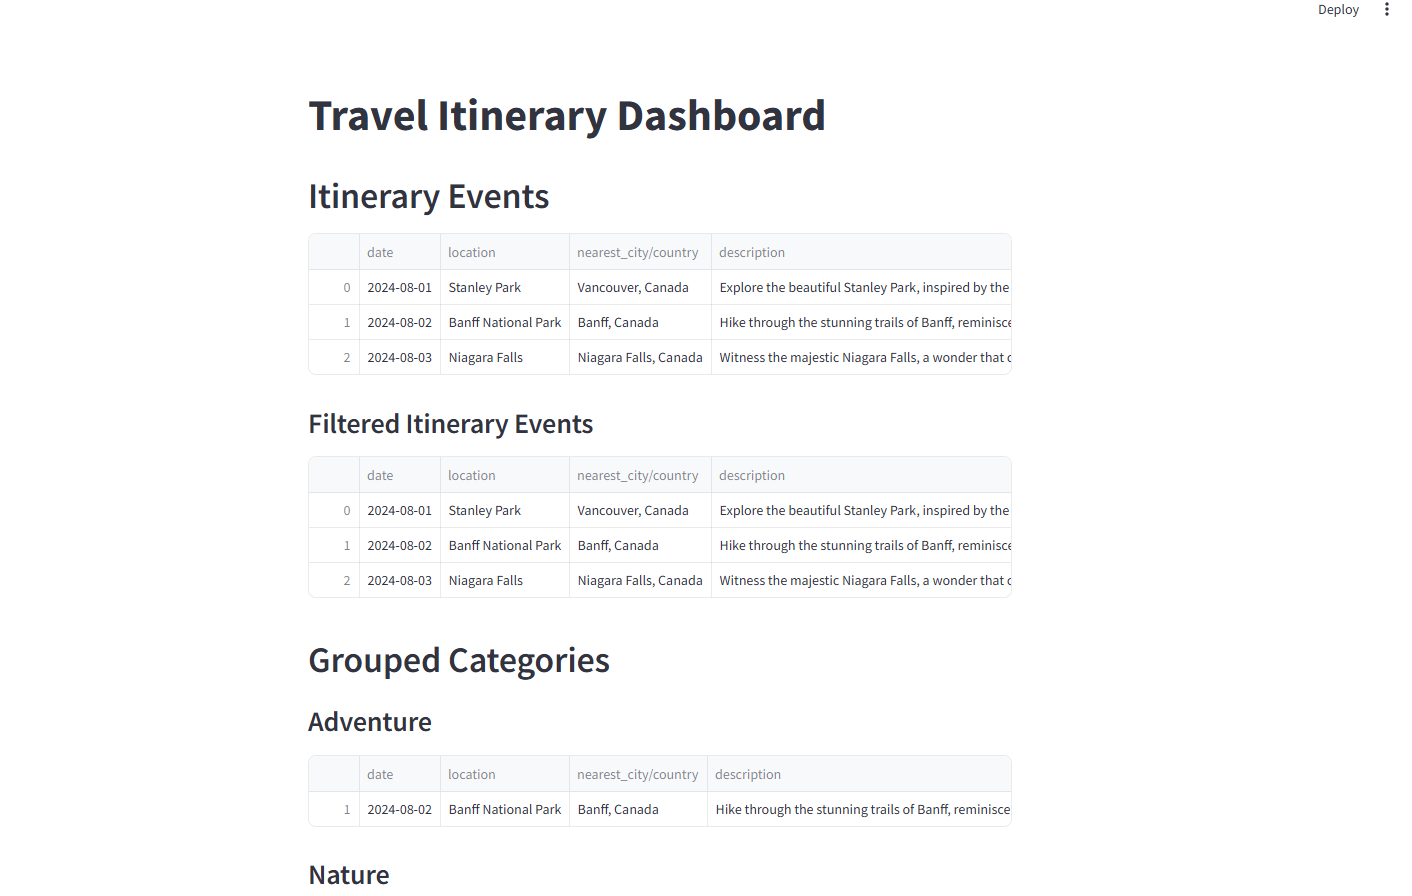 Deploy
Travel Itinerary Dashboard
Itinerary Events
date location nearest_city/country description
0 2024-08-01 Stanley Park Vancouver, Canada Explore the beautiful Stanley Park, inspired by the
1 2024-08-02 Banff National Park Banff, Canada Hike through the stunning trails of Banff, reminisce
2 2024-08-03 Niagara Falls Niagara Falls, Canada Witness the majestic Niagara Falls, a wonder that
Filtered Itinerary Events
date location nearest_city/country description
0 2024-08-01 Stanley Park Vancouver, Canada Explore the beautiful Stanley Park, inspired by the
1 2024-08-02 Banff National Park Banff, Canada Hike through the stunning trails of Banff, reminisce
2 2024-08-03 Niagara Falls Niagara Falls, Canada Witness the majestic Niagara Falls, a wonder that
Grouped Categories
Adventure
date location nearest_city/country description
1 2024-08-02 Banff National Park Banff, Canada Hike through the stunning trails of Banff, reminisce
Nature